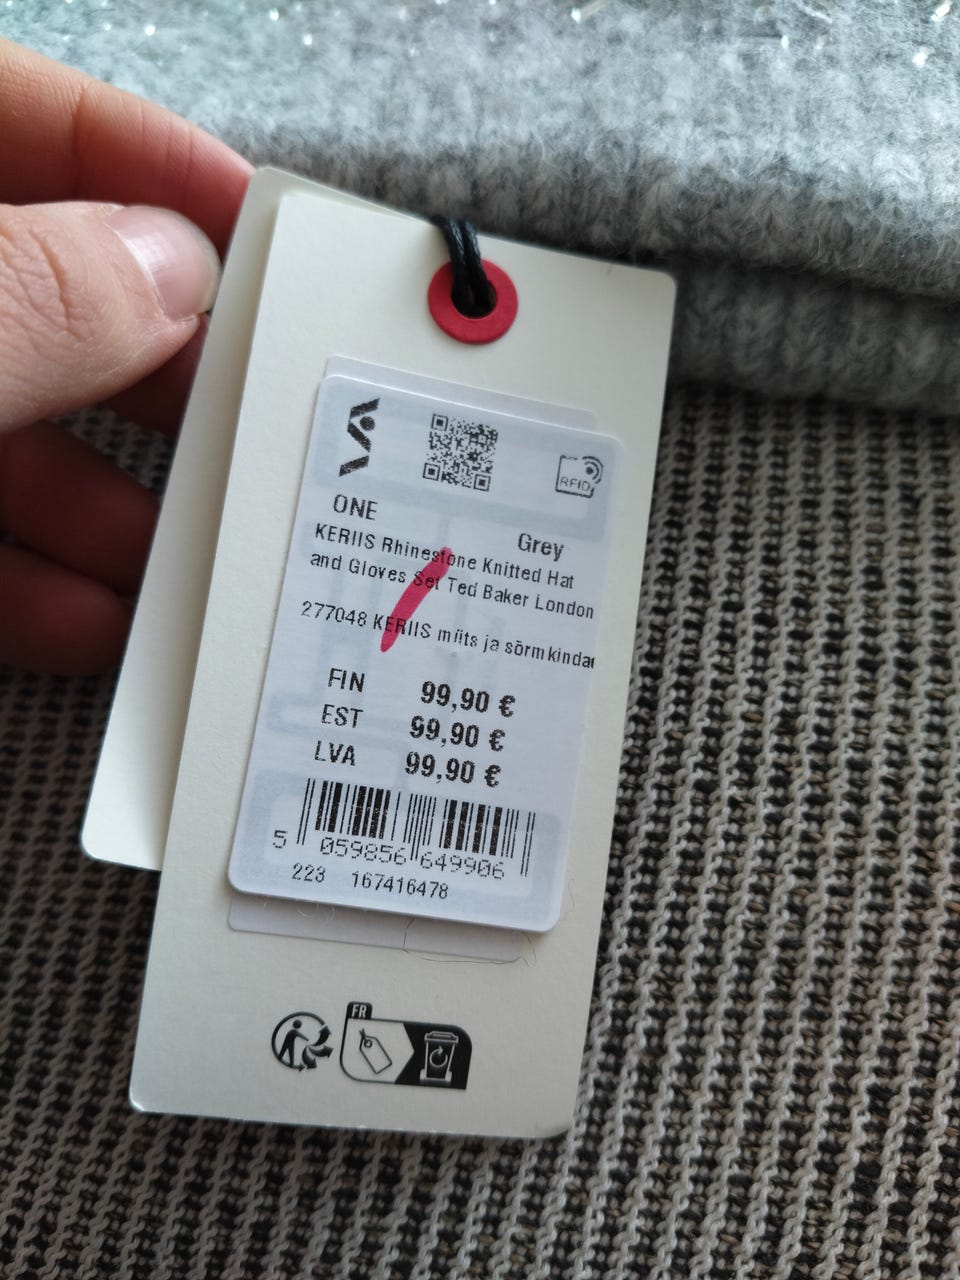 RFID
ONE
Grey
KERIIS Rhinestone Knitted Hat
and Gloves Set Ted Baker London
277048 KERIIS müts ja sõrmkinda
FIN 99,90 €
EST 99,90 €
LVA 99,90 €
5 059856 649906
223 167416478
FR